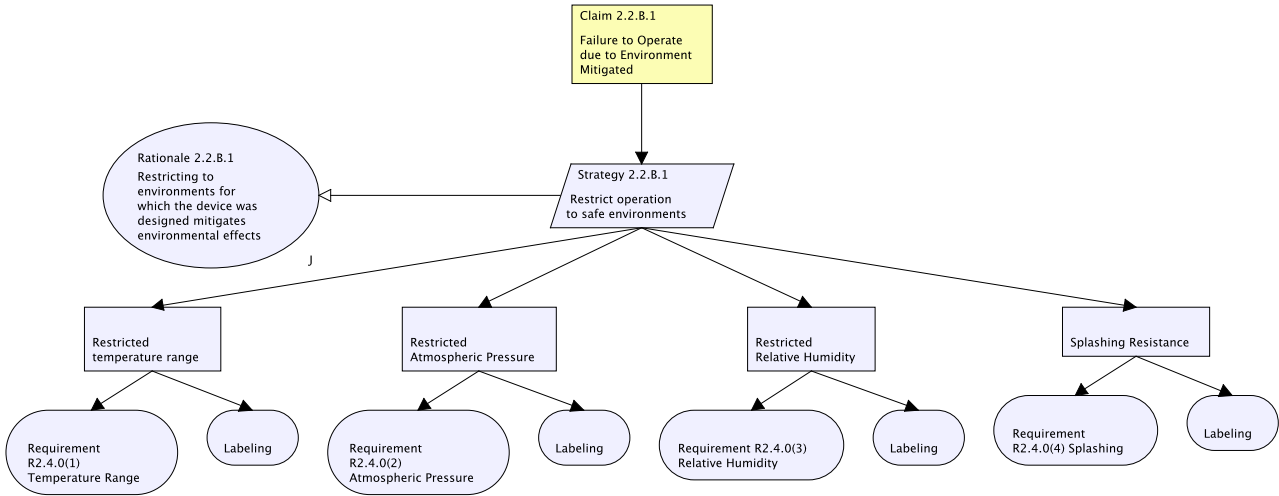 Claim 2.2.B.1
Failure to Operate
due to Environment
Mitigated
Rationale 2.2.B.1
Restricting to
environments for
which the device was
designed mitigates
environmental effects
J
Strategy 2.2.B.1
Restrict operation
to safe environments
Restricted
temperature range
Restricted
Atmospheric Pressure
Restricted
Relative Humidity
Splashing Resistance
Requirement
R2.4.0(1)
Temperature Range
Labeling
Requirement
R2.4.0(2)
Atmospheric Pressure
Labeling
Requirement R2.4.0(3)
Relative Humidity
Labeling
Requirement
R2.4.0(4) Splashing
Labeling